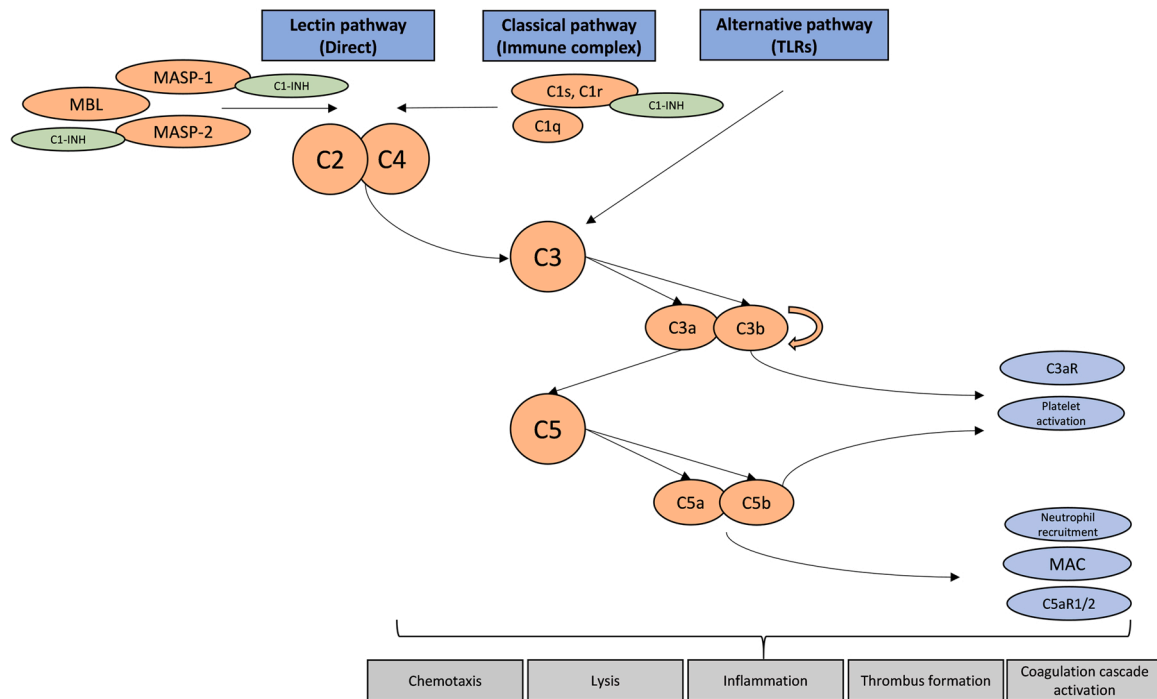 Lectin pathway
(Direct)
Classical pathway
(Immune complex)
Alternative pathway
(TLRs)
MASP-1
C1-INH
MBL
C1-INH
MASP-2
C1s, C1r
C1-INH
C1q
C2
C4
C3
C3a
C3b
C3aR
Platelet
activation
C5
C5a
C5b
Neutrophil
recruitment
MAC
C5aR1/2
Chemotaxis
Lysis
Inflammation
Thrombus formation
Coagulation cascade
activation